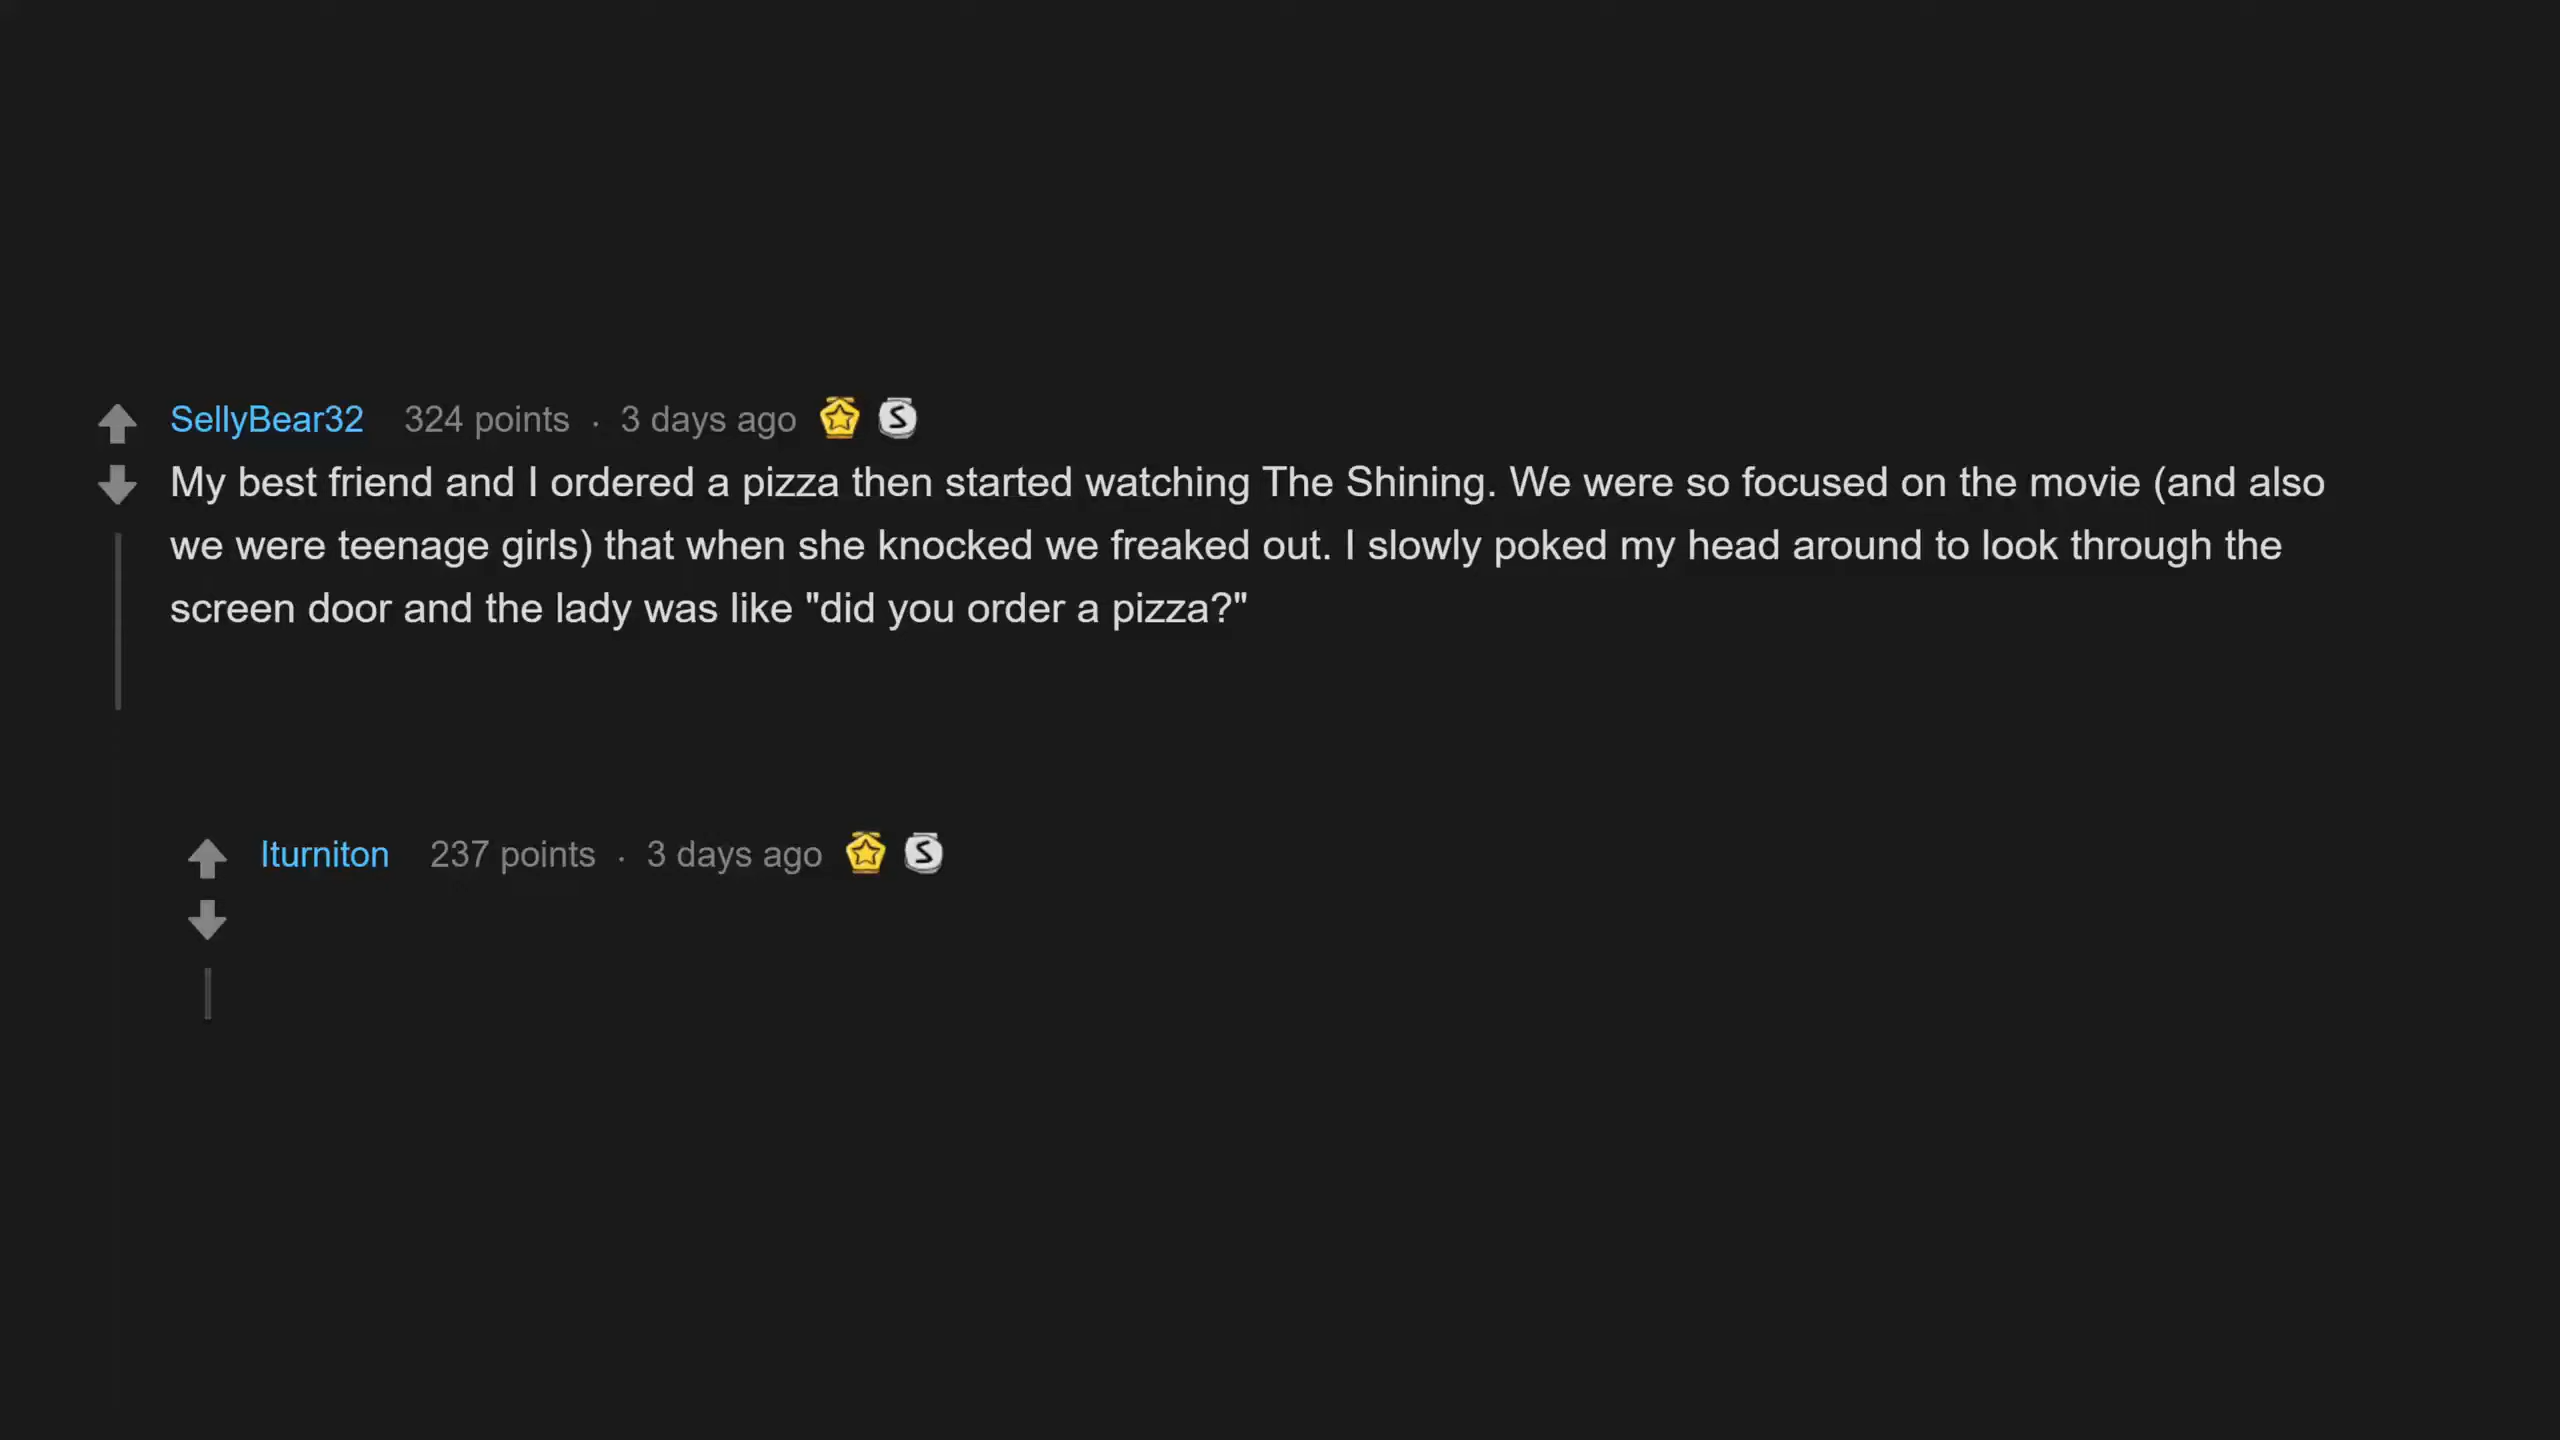 SellyBear32 324 points · 3 days ago S
My best friend and I ordered a pizza then started watching The Shining. We were so focused on the movie (and also
we were teenage girls) that when she knocked we freaked out. I slowly poked my head around to look through the
screen door and the lady was like "did you order a pizza?"
Iturniton 237 points · 3 days ago S